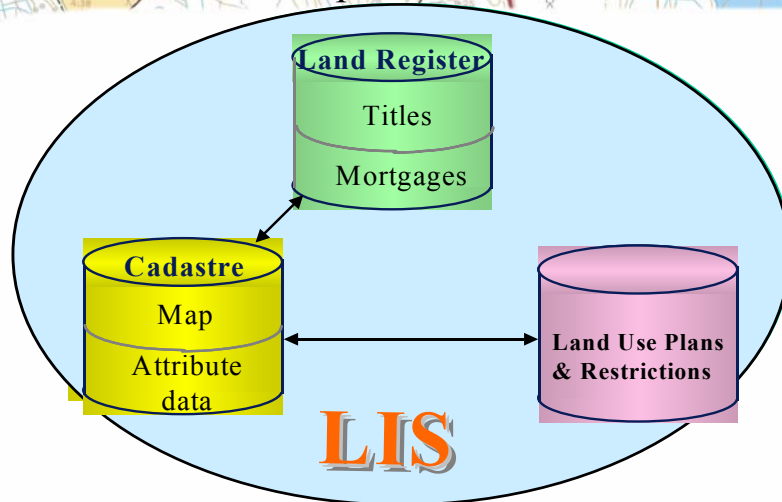 Land Register
Titles
Mortgages
Cadastre
Map
Attribute
data
Land Use Plans
& Restrictions
LIS